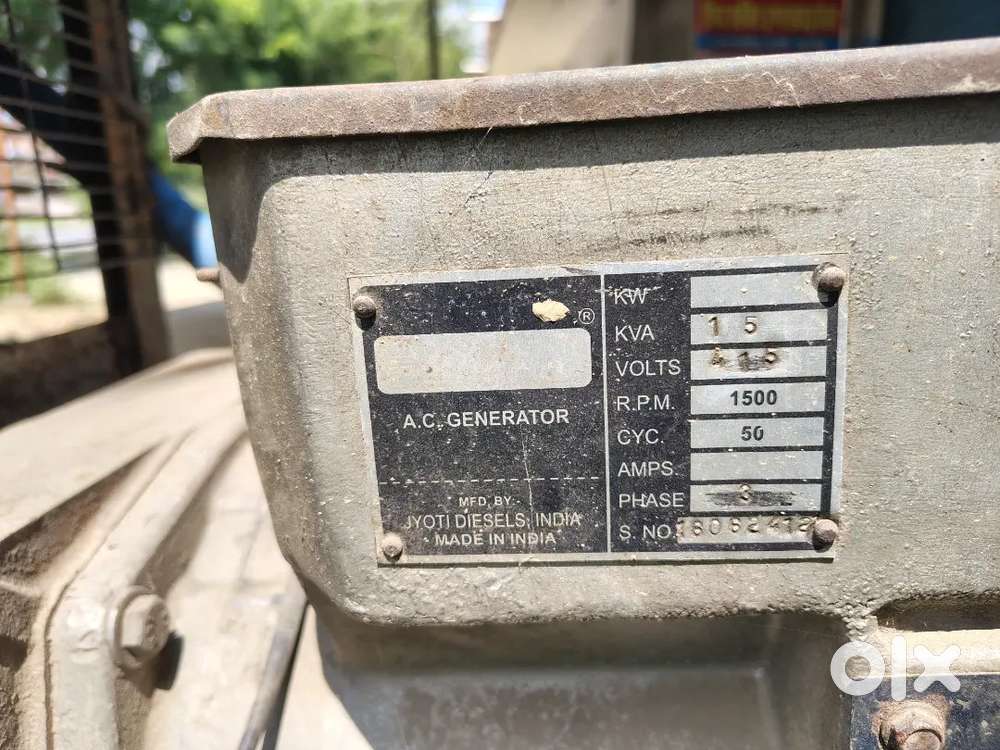 ®
A.C. GENERATOR
MFD. BY:-
JYOTI DIESELS, INDIA
MADE IN INDIA
KW
KVA 15
VOLTS 415
R.P.M. 1500
CYC. 50
AMPS.
PHASE 3
S. NO.
olx